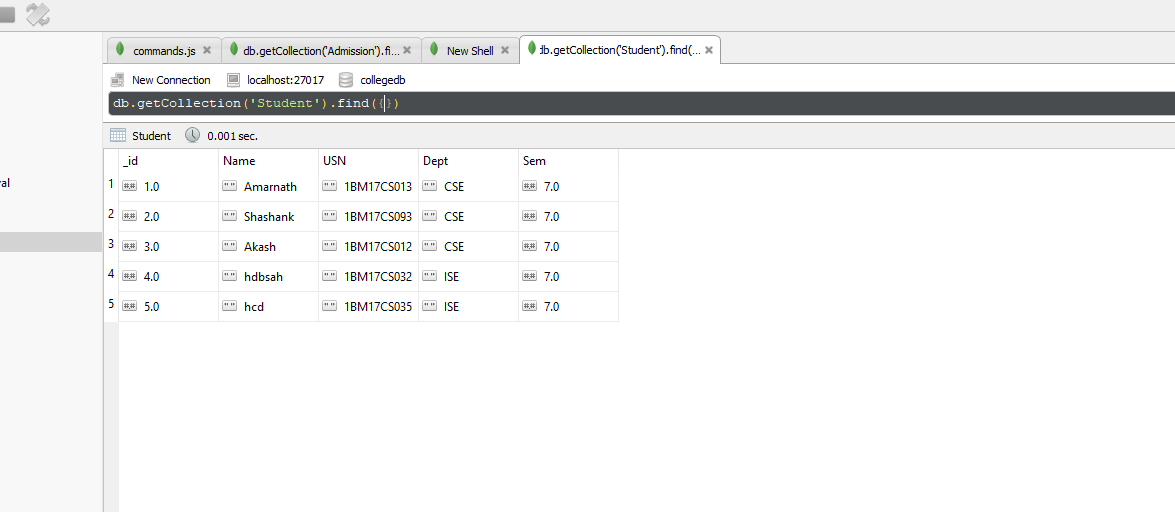 commands.js db.getCollection('Admission').fi... New Shell db.getCollection('Student').find(...
New Connection localhost:27017 collegedb
db.getCollection('Student').find({})
Student 0.001 sec.
_id Name USN Dept Sem
1 ## 1.0 "" Amarnath "" 1BM17CS013 "" CSE ## 7.0
2 ## 2.0 "" Shashank "" 1BM17CS093 "" CSE ## 7.0
3 ## 3.0 "" Akash "" 1BM17CS012 "" CSE ## 7.0
4 ## 4.0 "" hdbsah "" 1BM17CS032 "" ISE ## 7.0
5 ## 5.0 "" hcd "" 1BM17CS035 "" ISE ## 7.0